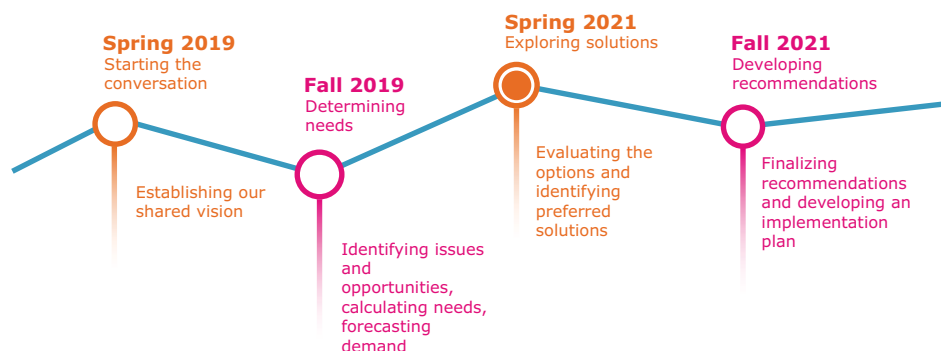 Spring 2019
Starting the
conversation
Establishing our
shared vision
Fall 2019
Determining
needs
Identifying issues
and
opportunities,
calculating needs,
forecasting
demand
Spring 2021
Exploring solutions
Evaluating the
options and
identifying
preferred
solutions
Fall 2021
Developing
recommendations
Finalizing
recommendations
and developing an
implementation
plan